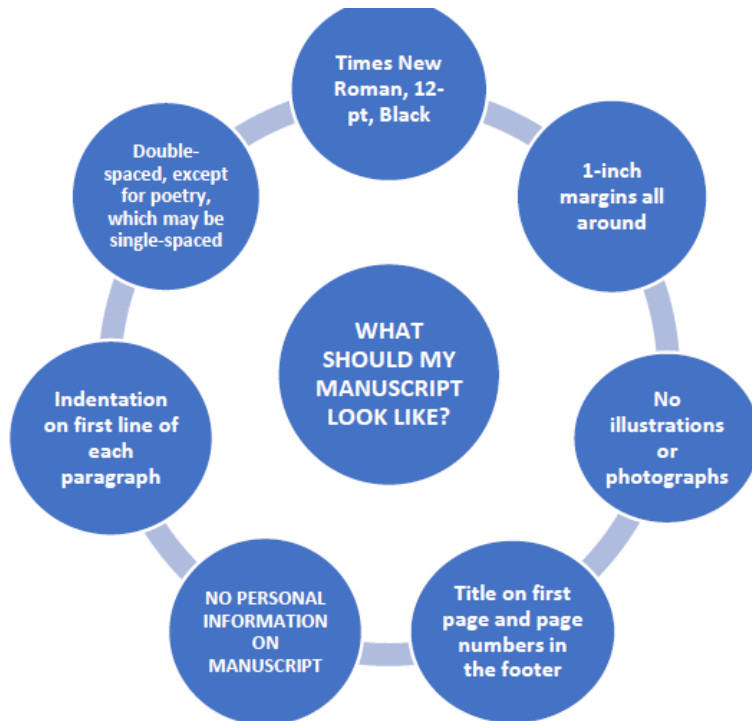 Times New
Roman, 12-
pt, Black
1-inch
margins all
around
No
illustrations
or
photographs
Title on first
page and page
numbers in
the footer
NO PERSONAL
INFORMATION
ON
MANUSCRIPT
Indentation
on first line of
each
paragraph
Double-
spaced, except
for poetry,
which may be
single-spaced
WHAT
SHOULD MY
MANUSCRIPT
LOOK LIKE?